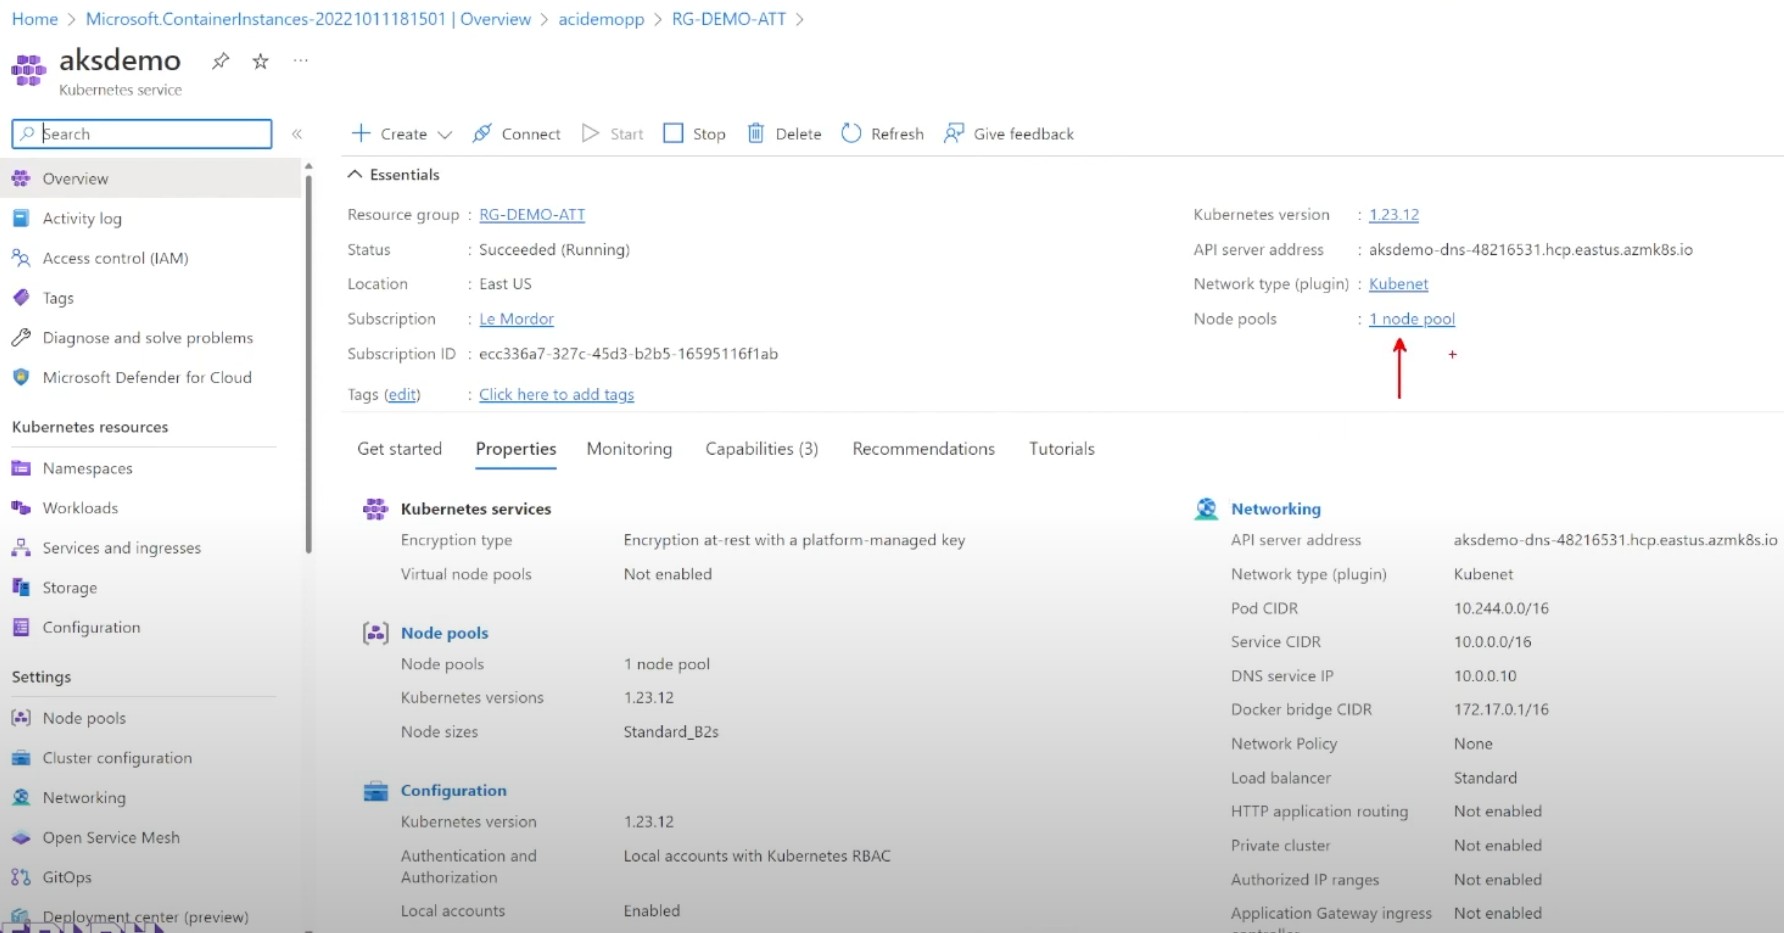 Home > Microsoft.ContainerInstances-20221011181501 | Overview > acidemopp > RG-DEMO-ATT >
aksdemo
Kubernetes service
Search
Overview
Activity log
Access control (IAM)
Tags
Diagnose and solve problems
Microsoft Defender for Cloud
Kubernetes resources
Namespaces
Workloads
Services and ingresses
Storage
Configuration
Settings
Node pools
Cluster configuration
Networking
Open Service Mesh
GitOps
Deployment center (preview)
Create Connect Start Stop Delete Refresh Give feedback
Essentials
Resource group : RG-DEMO-ATT
Status : Succeeded (Running)
Location : East US
Subscription : Le Mordor
Subscription ID : ecc336a7-327c-45d3-b2b5-16595116f1ab
Tags (edit) : Click here to add tags
Kubernetes version : 1.23.12
API server address : aksdemo-dns-48216531.hcp.eastus.azmk8s.io
Network type (plugin) : Kubenet
Node pools : 1 node pool
Get started Properties Monitoring Capabilities (3) Recommendations Tutorials
Kubernetes services
Encryption type Encryption at-rest with a platform-managed key
Virtual node pools Not enabled
Node pools
Node pools 1 node pool
Kubernetes versions 1.23.12
Node sizes Standard_B2s
Configuration
Kubernetes version 1.23.12
Authentication and Local accounts with Kubernetes RBAC
Authorization
Local accounts Enabled
Networking
API server address aksdemo-dns-48216531.hcp.eastus.azmk8s.io
Network type (plugin) Kubenet
Pod CIDR 10.244.0.0/16
Service CIDR 10.0.0.0/16
DNS service IP 10.0.0.10
Docker bridge CIDR 172.17.0.1/16
Network Policy None
Load balancer Standard
HTTP application routing Not enabled
Private cluster Not enabled
Authorized IP ranges Not enabled
Application Gateway ingress Not enabled